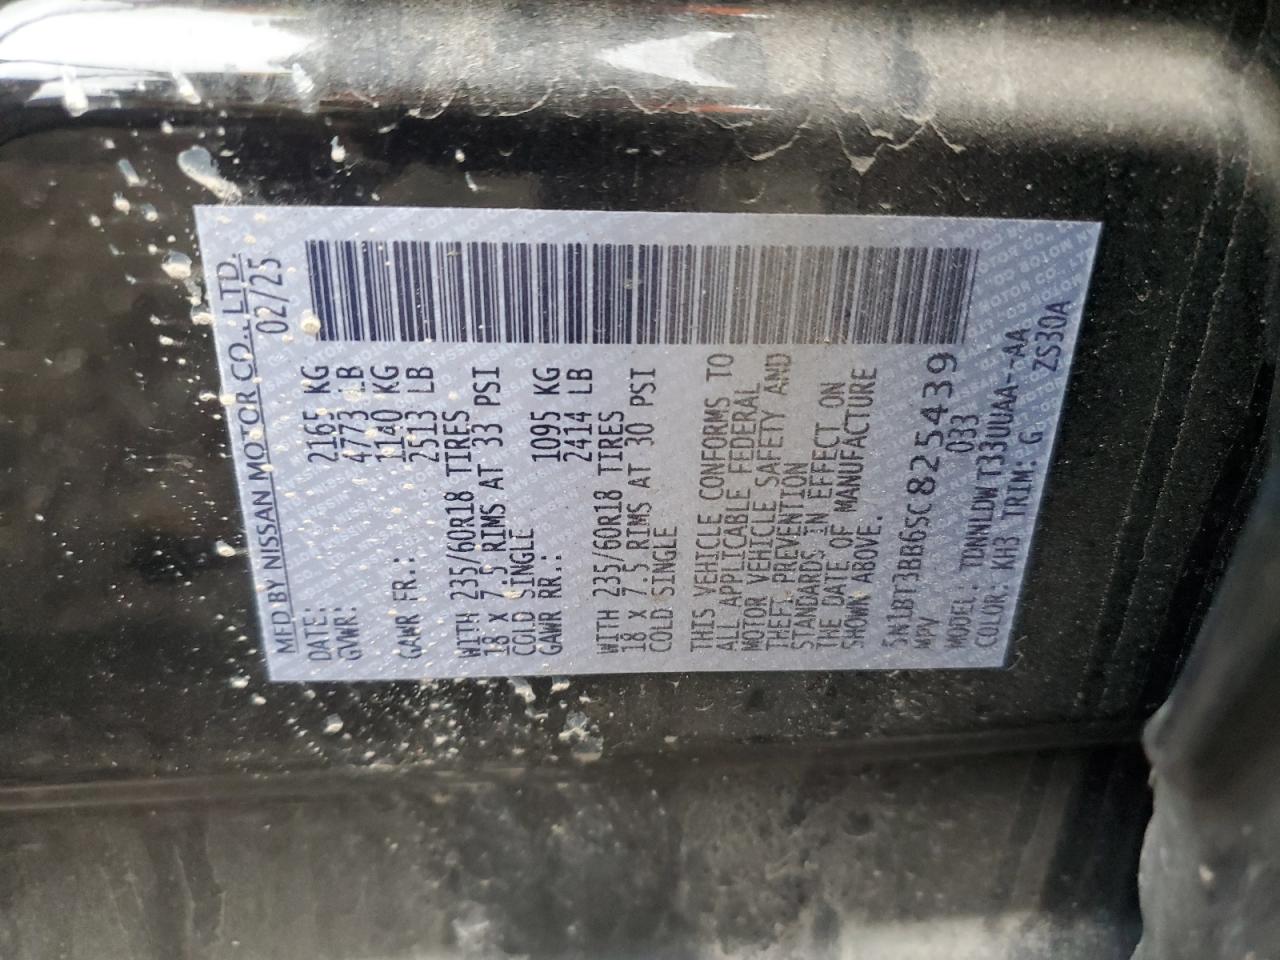 MFD BY NISSAN MOTOR CO., LTD.
DATE: 02/25
GVWR: 2165 KG
4773 LB
GAWR FR.: 1140 KG
2513 LB
WITH 235/60R18 TIRES
18 X 7.5 RIMS AT 33 PSI
COLD SINGLE
GAWR RR.: 1095 KG
2414 LB
WITH 235/60R18 TIRES
18 X 7.5 RIMS AT 30 PSI
COLD SINGLE
THIS VEHICLE CONFORMS TO
ALL APPLICABLE FEDERAL
MOTOR VEHICLE SAFETY AND
THEFT PREVENTION
STANDARDS IN EFFECT ON
THE DATE OF MANUFACTURE
SHOWN ABOVE.
5N1BT3BB6SC825439
MPV 033
MODEL: TDNNLDW T33UUAA--AA
COLOR: KH3 TRIM: G ZS30A